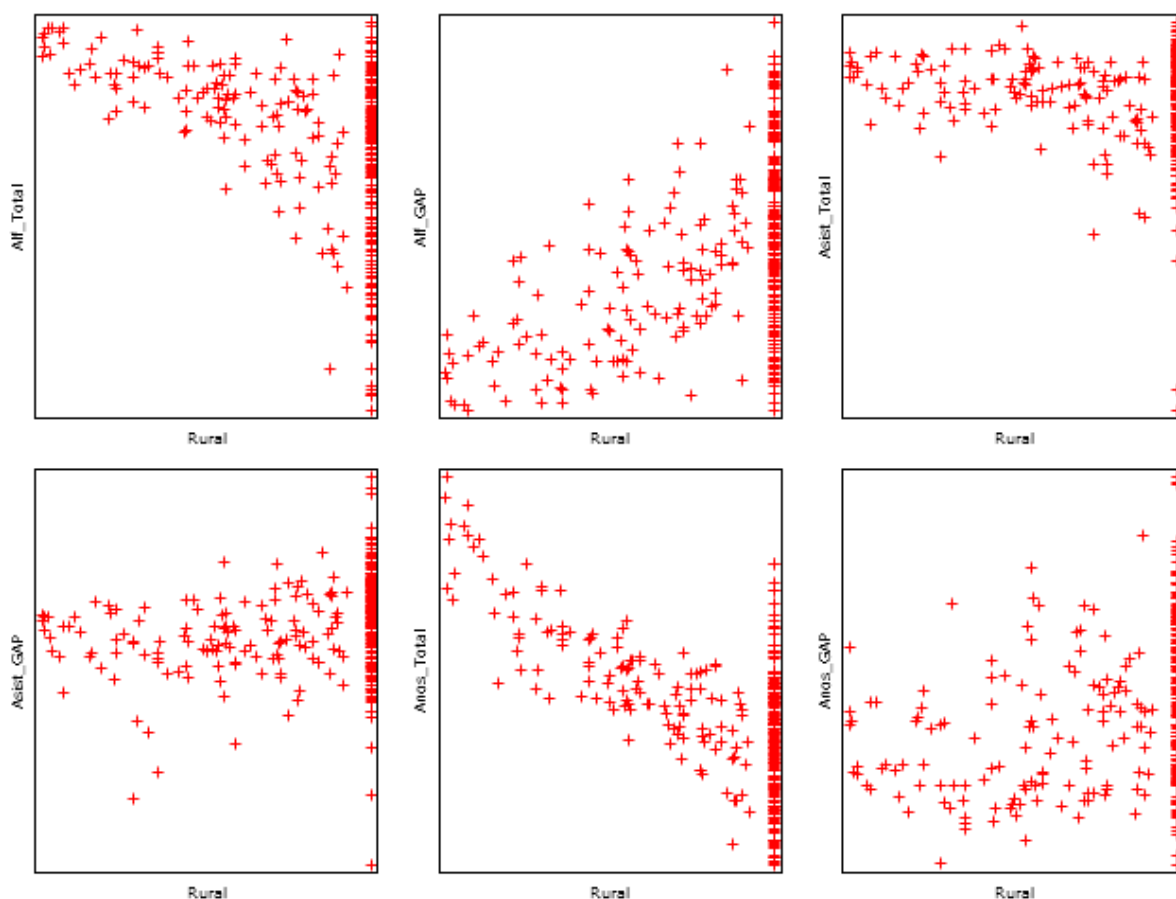 Alf_Total
Rural
Alf_GAP
Rural
Asist_Total
Rural
Asist_GAP
Rural
Anos_Total
Rural
Anos_GAP
Rural